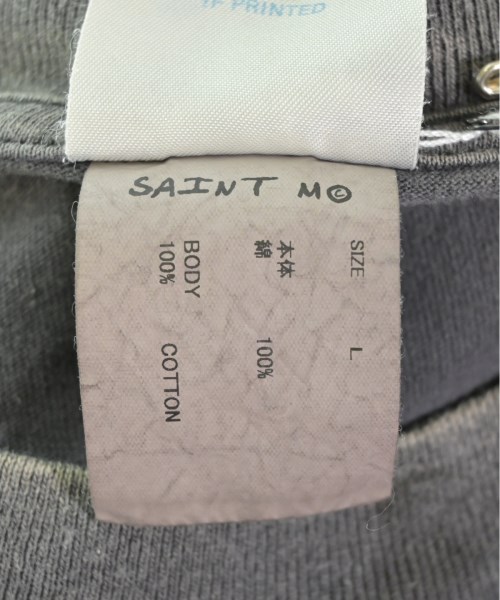 IF PRINTED
SAINT M©
SIZE L
本体
綿 100%
BODY
100% COTTON